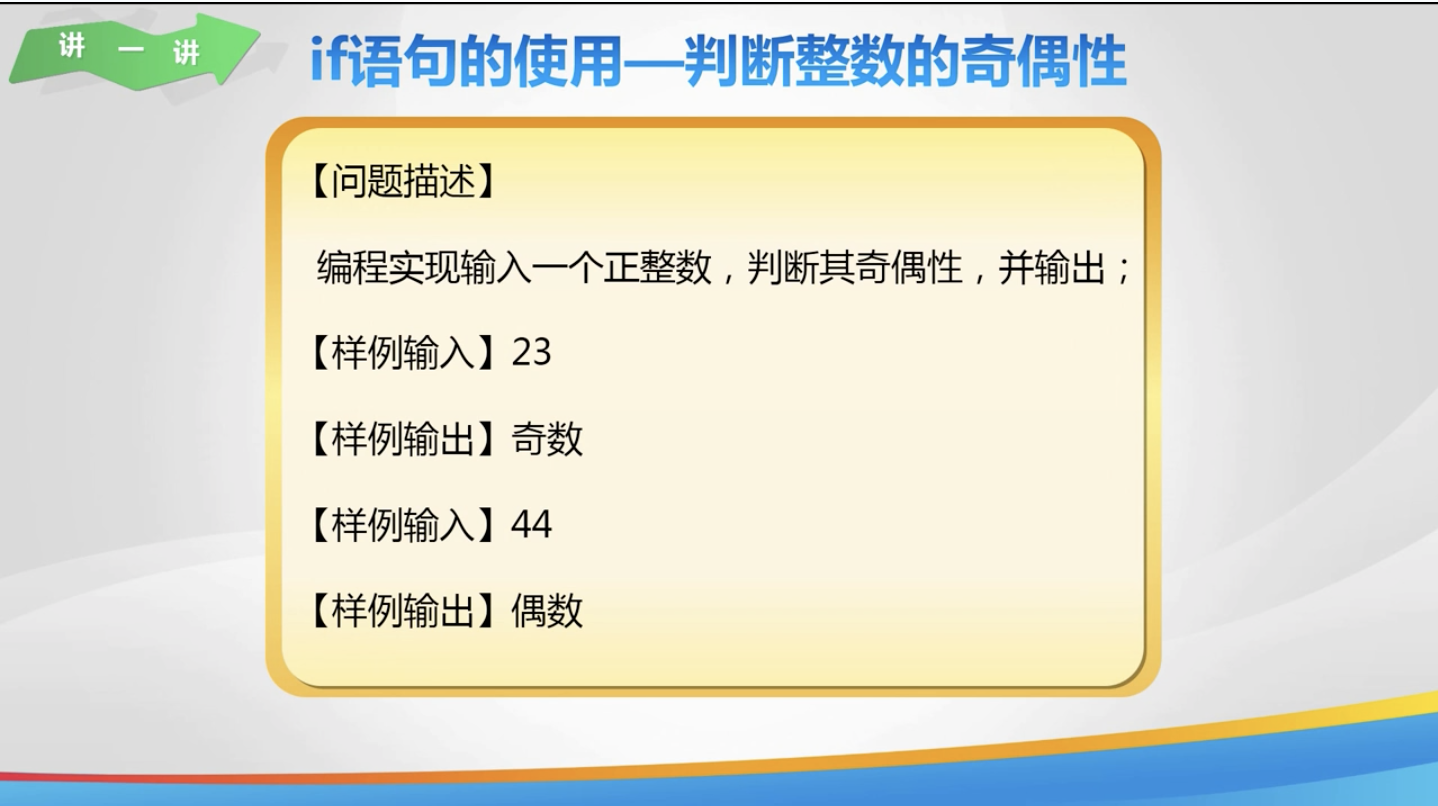 讲一讲
if语句的使用—判断整数的奇偶性
【问题描述】
编程实现输入一个正整数，判断其奇偶性，并输出；
【样例输入】23
【样例输出】奇数
【样例输入】44
【样例输出】偶数